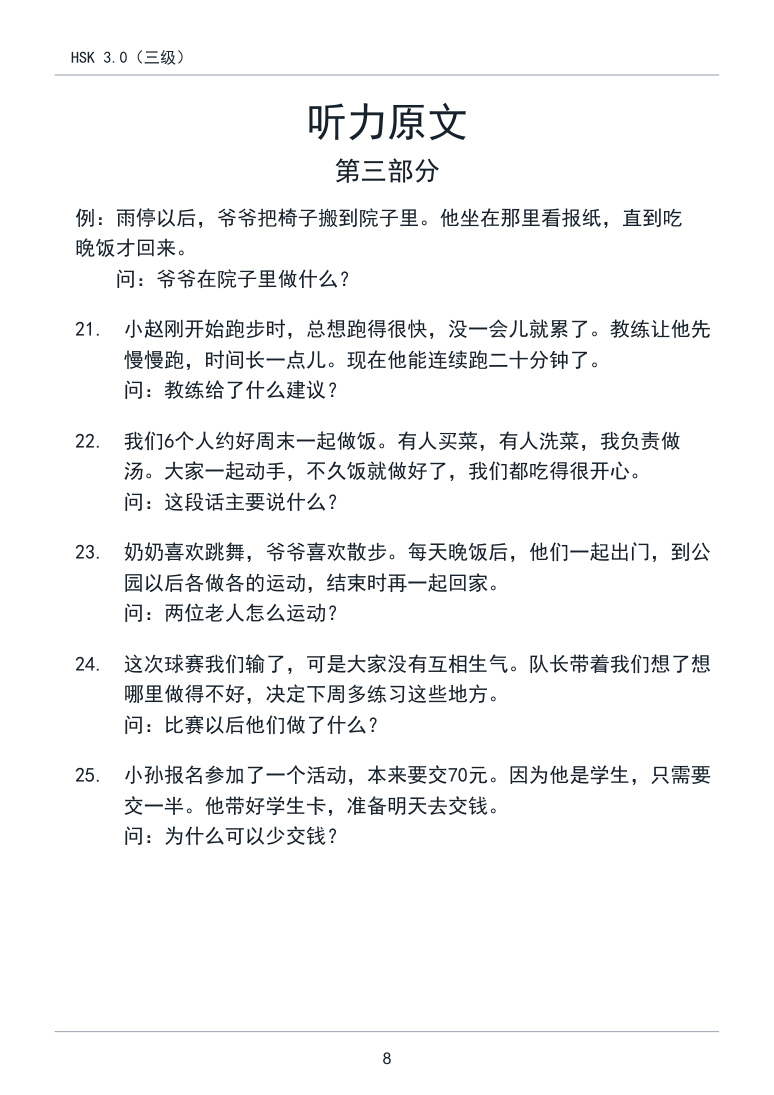 HSK 3.0（三级）
听力原文
第三部分
例：雨停以后，爷爷把椅子搬到院子里。他坐在那里看报纸，直到吃
晚饭才回来。
问：爷爷在院子里做什么？
21. 小赵刚开始跑步时，总想跑得很快，没一会儿就累了。教练让他先
慢慢跑，时间长一点儿。现在他能连续跑二十分钟了。
问：教练给了什么建议？
22. 我们6个人约好周末一起做饭。有人买菜，有人洗菜，我负责做
汤。大家一起动手，不久饭就做好了，我们都吃得很开心。
问：这段话主要说什么？
23. 奶奶喜欢跳舞，爷爷喜欢散步。每天晚饭后，他们一起出门，到公
园以后各做各的运动，结束时再一起回家。
问：两位老人怎么运动？
24. 这次球赛我们输了，可是大家没有互相生气。队长带着我们想了想
哪里做得不好，决定下周多练习这些地方。
问：比赛以后他们做了什么？
25. 小孙报名参加了一个活动，本来要交70元。因为他是学生，只需要
交一半。他带好学生卡，准备明天去交钱。
问：为什么可以少交钱？
8